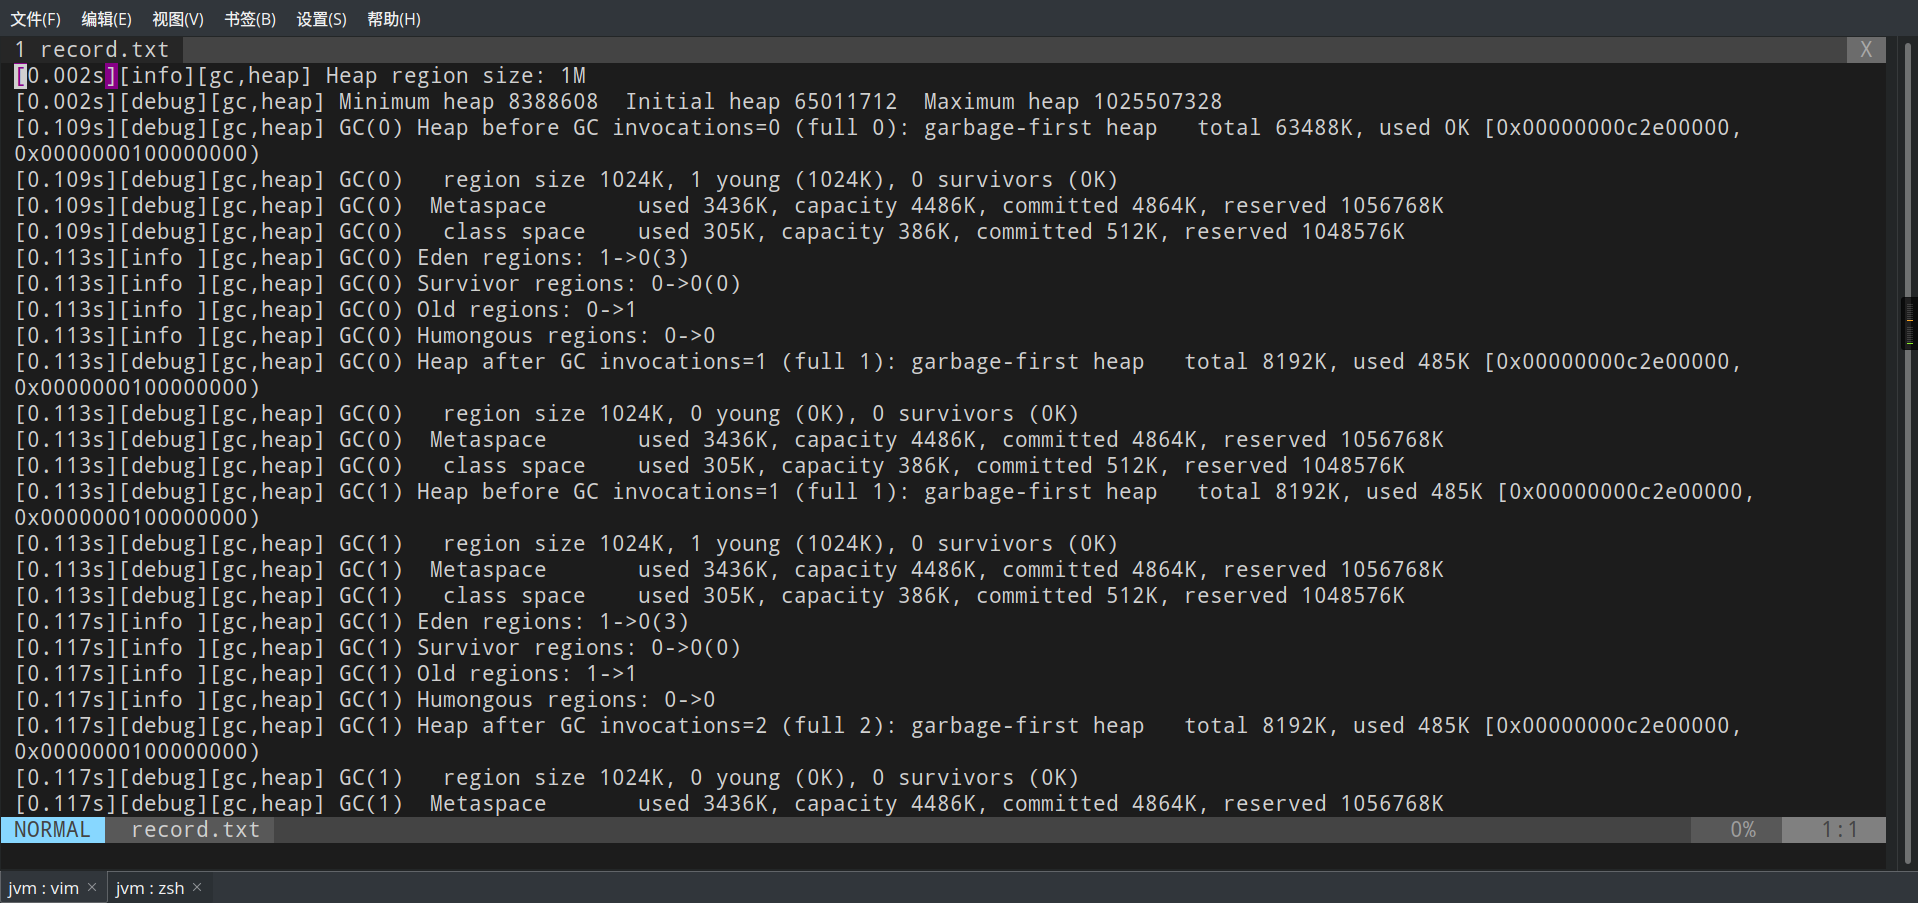 文件(F) 编辑(E) 视图(V) 书签(B) 设置(S) 帮助(H)
1 record.txt X
[0.002s][info][gc,heap] Heap region size: 1M
[0.002s][debug][gc,heap] Minimum heap 8388608  Initial heap 65011712  Maximum heap 1025507328
[0.109s][debug][gc,heap] GC(0) Heap before GC invocations=0 (full 0): garbage-first heap   total 63488K, used 0K [0x00000000c2e00000,
0x0000000100000000)
[0.109s][debug][gc,heap] GC(0)   region size 1024K, 1 young (1024K), 0 survivors (0K)
[0.109s][debug][gc,heap] GC(0)  Metaspace       used 3436K, capacity 4486K, committed 4864K, reserved 1056768K
[0.109s][debug][gc,heap] GC(0)   class space    used 305K, capacity 386K, committed 512K, reserved 1048576K
[0.113s][info ][gc,heap] GC(0) Eden regions: 1->0(3)
[0.113s][info ][gc,heap] GC(0) Survivor regions: 0->0(0)
[0.113s][info ][gc,heap] GC(0) Old regions: 0->1
[0.113s][info ][gc,heap] GC(0) Humongous regions: 0->0
[0.113s][debug][gc,heap] GC(0) Heap after GC invocations=1 (full 1): garbage-first heap   total 8192K, used 485K [0x00000000c2e00000,
0x0000000100000000)
[0.113s][debug][gc,heap] GC(0)   region size 1024K, 0 young (0K), 0 survivors (0K)
[0.113s][debug][gc,heap] GC(0)  Metaspace       used 3436K, capacity 4486K, committed 4864K, reserved 1056768K
[0.113s][debug][gc,heap] GC(0)   class space    used 305K, capacity 386K, committed 512K, reserved 1048576K
[0.113s][debug][gc,heap] GC(1) Heap before GC invocations=1 (full 1): garbage-first heap   total 8192K, used 485K [0x00000000c2e00000,
0x0000000100000000)
[0.113s][debug][gc,heap] GC(1)   region size 1024K, 1 young (1024K), 0 survivors (0K)
[0.113s][debug][gc,heap] GC(1)  Metaspace       used 3436K, capacity 4486K, committed 4864K, reserved 1056768K
[0.113s][debug][gc,heap] GC(1)   class space    used 305K, capacity 386K, committed 512K, reserved 1048576K
[0.117s][info ][gc,heap] GC(1) Eden regions: 1->0(3)
[0.117s][info ][gc,heap] GC(1) Survivor regions: 0->0(0)
[0.117s][info ][gc,heap] GC(1) Old regions: 1->1
[0.117s][info ][gc,heap] GC(1) Humongous regions: 0->0
[0.117s][debug][gc,heap] GC(1) Heap after GC invocations=2 (full 2): garbage-first heap   total 8192K, used 485K [0x00000000c2e00000,
0x0000000100000000)
[0.117s][debug][gc,heap] GC(1)   region size 1024K, 0 young (0K), 0 survivors (0K)
[0.117s][debug][gc,heap] GC(1)  Metaspace       used 3436K, capacity 4486K, committed 4864K, reserved 1056768K
NORMAL record.txt 0% 1:1
jvm : vim × jvm : zsh ×